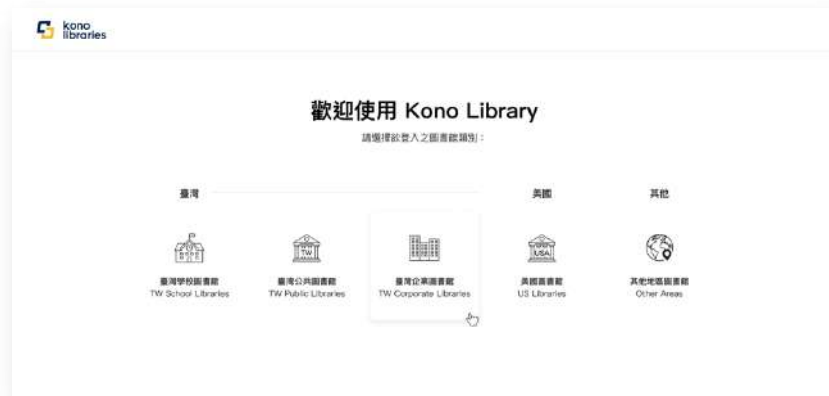 kono
libraries
歡迎使用 Kono Library
請選擇欲登入之圖書館類別：
臺灣
美國
其他
TW
USA
臺灣學校圖書館
TW School Libraries
臺灣公共圖書館
TW Public Libraries
臺灣企業圖書館
TW Corporate Libraries
美國圖書館
US Libraries
其他地區圖書館
Other Areas